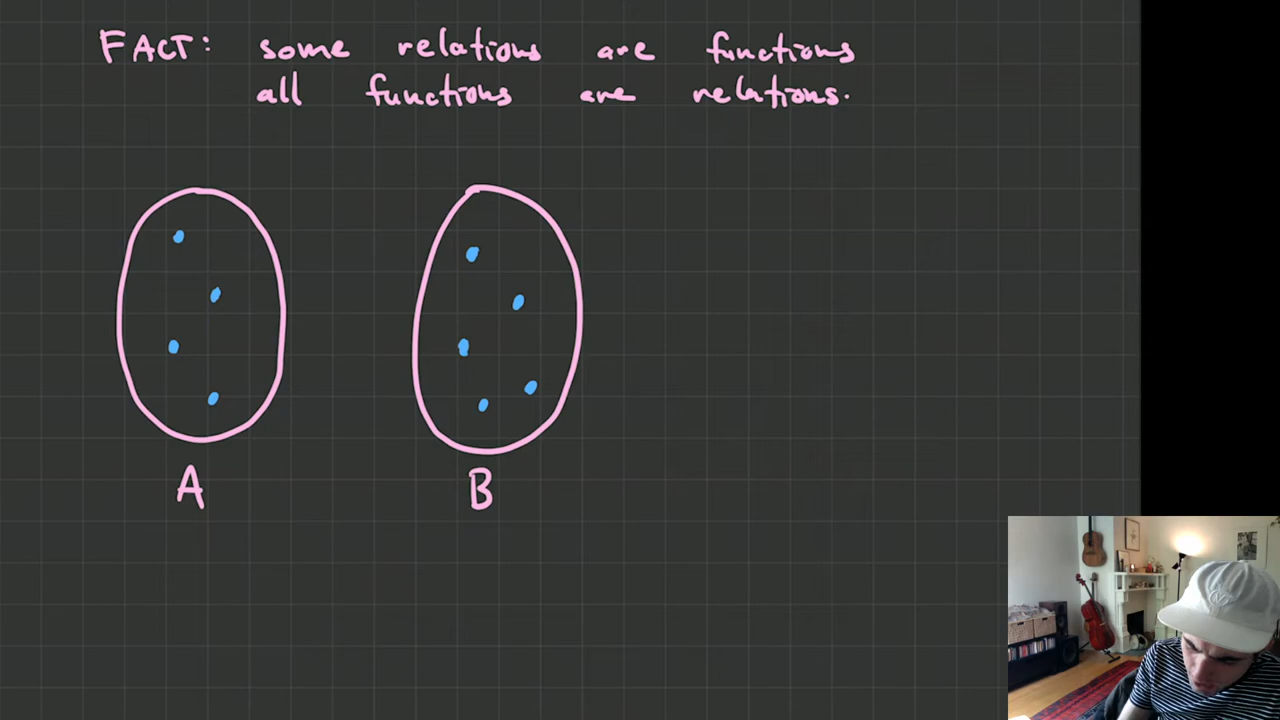 FACT: some relations are functions
all functions are relations.
A B